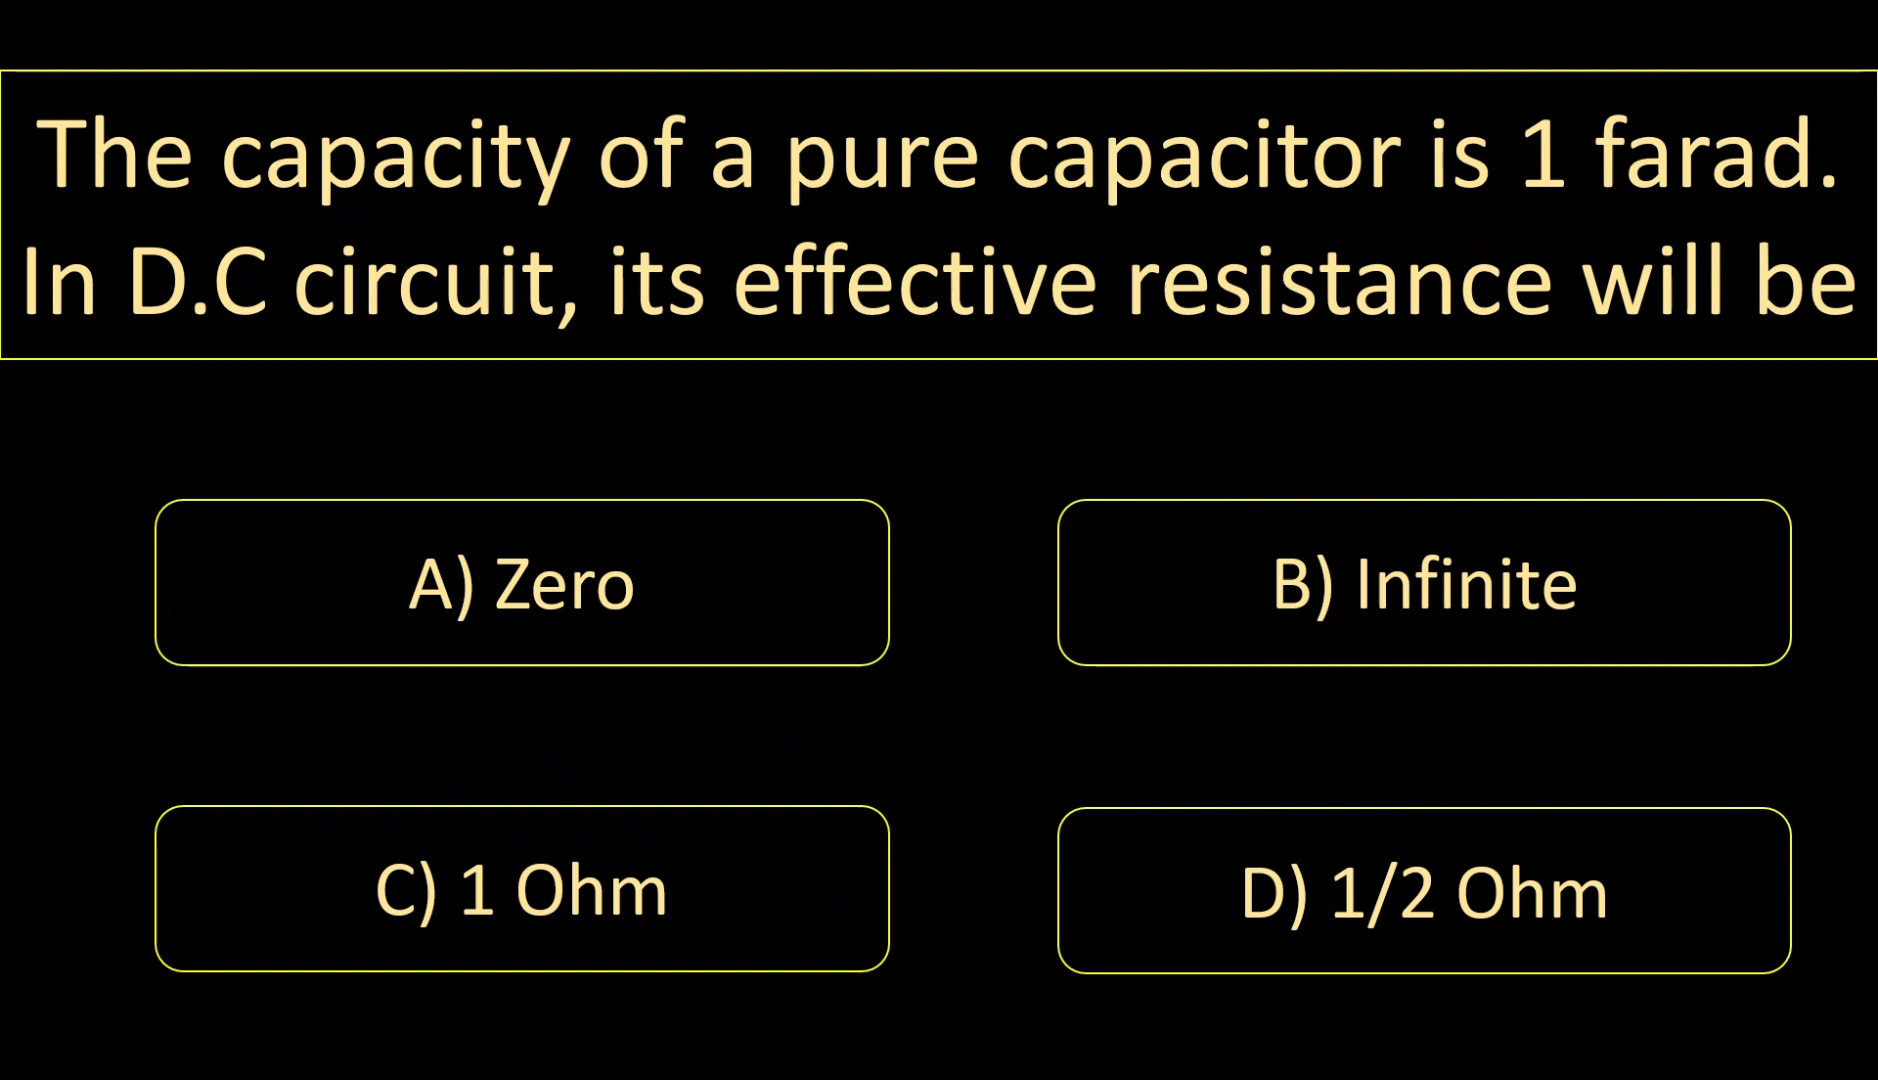 The capacity of a pure capacitor is 1 farad.
In D.C circuit, its effective resistance will be
A) Zero
B) Infinite
C) 1 Ohm
D) 1/2 Ohm